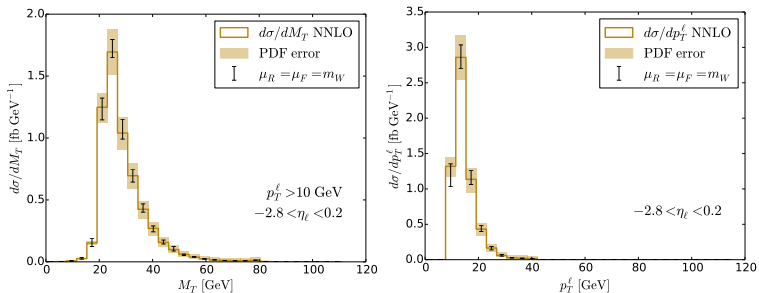 dσ/dM_T NNLO
PDF error
μ_R = μ_F = m_W
p_T^ℓ >10 GeV
−2.8 < η_ℓ < 0.2
dσ/dM_T [fb GeV⁻¹]
2.0
1.5
1.0
0.5
0.0
0 20 40 60 80 100 120
M_T [GeV]
dσ/dp_T^ℓ NNLO
PDF error
μ_R = μ_F = m_W
−2.8 < η_ℓ < 0.2
dσ/dp_T^ℓ [fb GeV⁻¹]
3.5
3.0
2.5
2.0
1.5
1.0
0.5
0.0
0 20 40 60 80 100 120
p_T^ℓ [GeV]